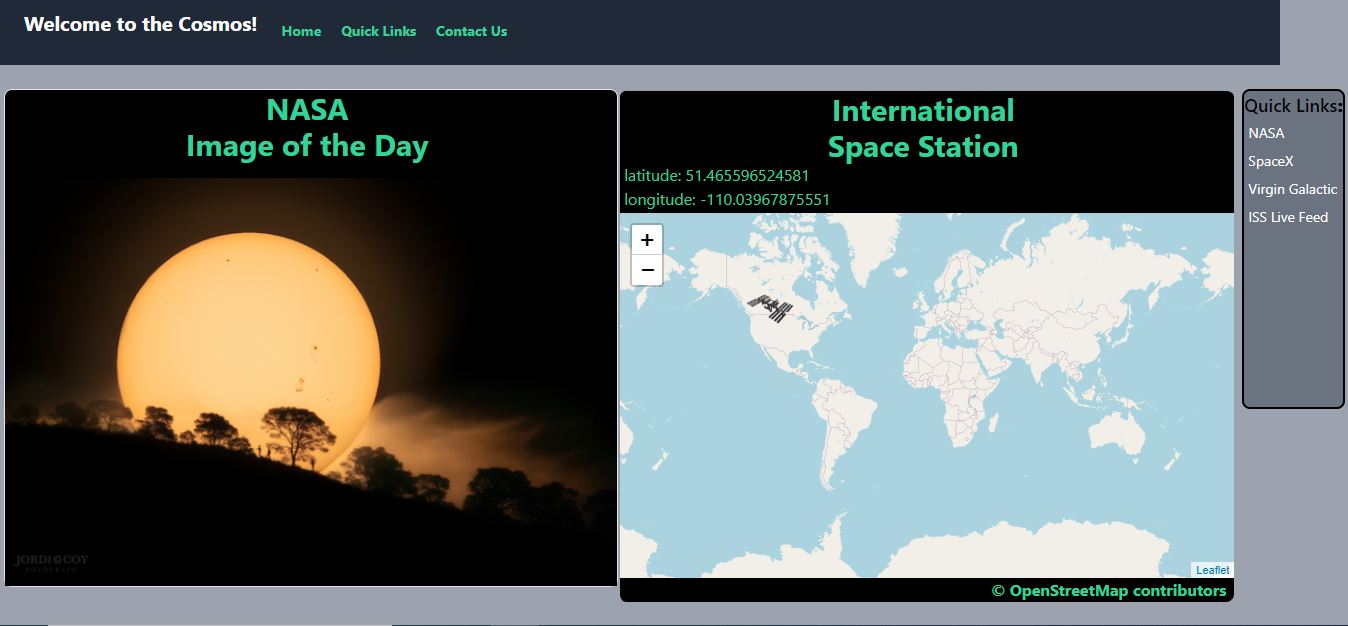 Welcome to the Cosmos!
Home
Quick Links
Contact Us
NASA
Image of the Day
JORDI COY
FOTÓGRAFO
International
Space Station
latitude: 51.465596524581
longitude: -110.03967875551
+
−
Leaflet
© OpenStreetMap contributors
Quick Links:
NASA
SpaceX
Virgin Galactic
ISS Live Feed